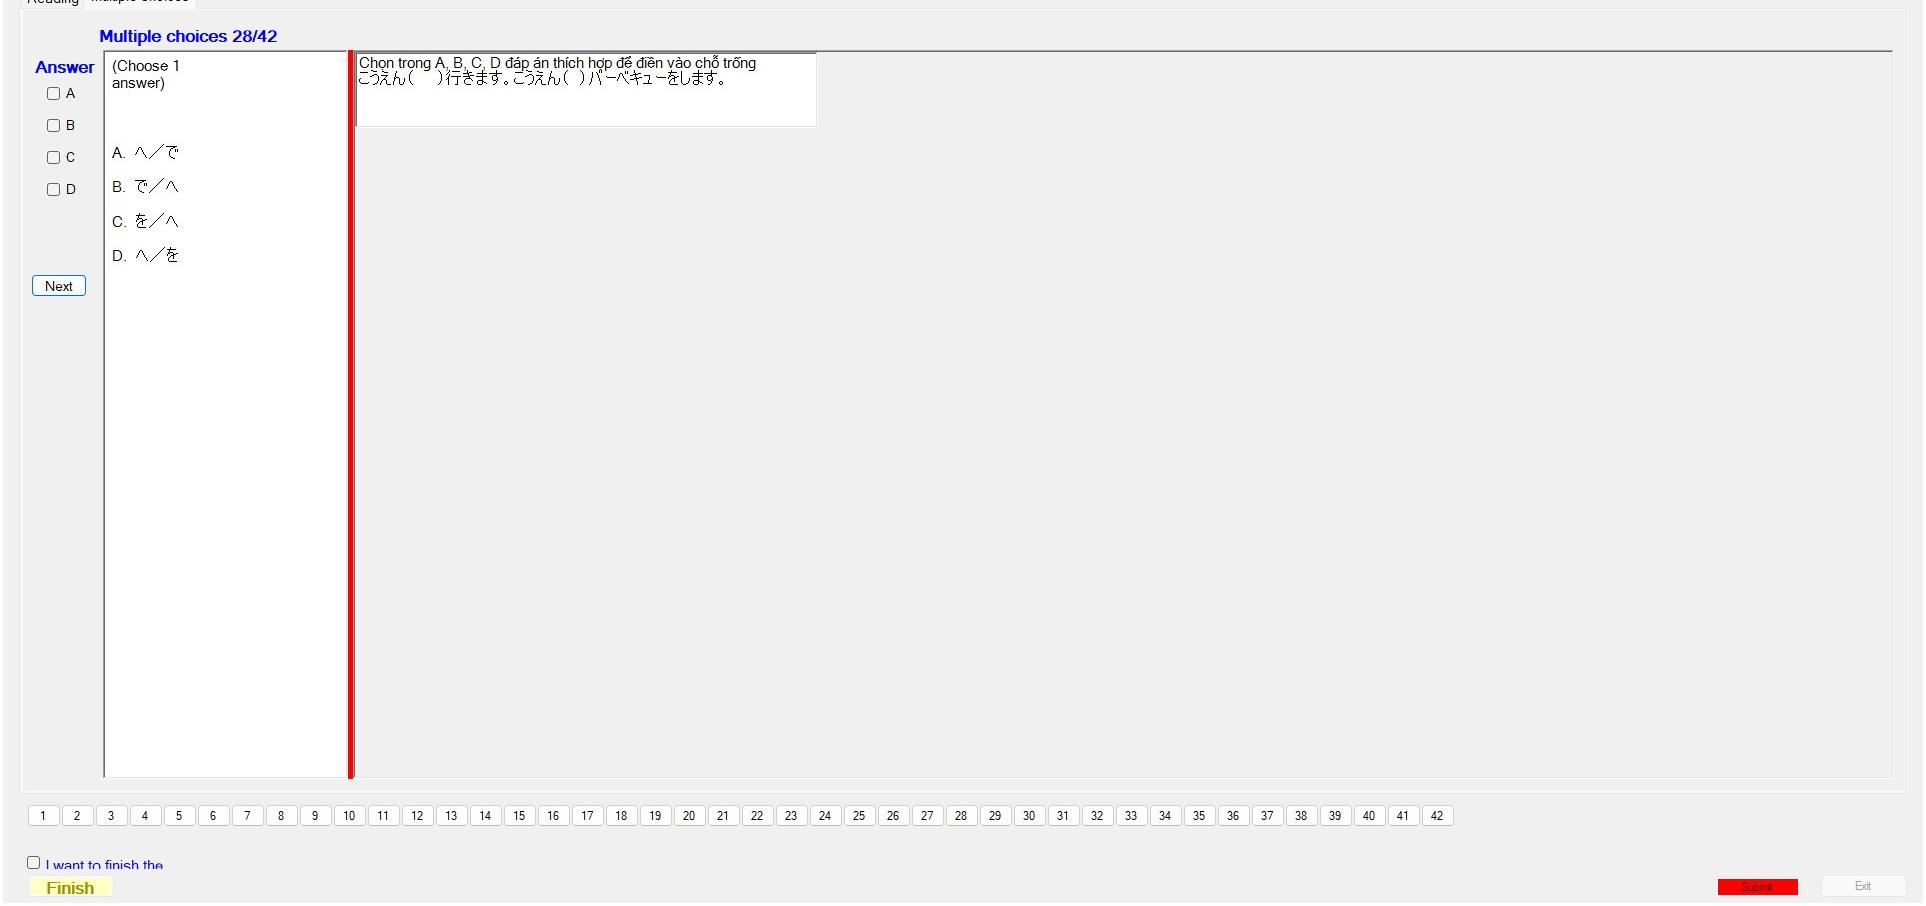 Multiple choices 28/42
Answer
A
B
C
D
Next
(Choose 1
answer)
A. へ／で
B. で／へ
C. を／へ
D. へ／を
Chọn trong A, B, C, D đáp án thích hợp để điền vào chỗ trống
こうえん( )行きます。こうえん( )バーベキューをします。
1 2 3 4 5 6 7 8 9 10 11 12 13 14 15 16 17 18 19 20 21 22 23 24 25 26 27 28 29 30 31 32 33 34 35 36 37 38 39 40 41 42
I want to finish the
Finish
Submit
Exit